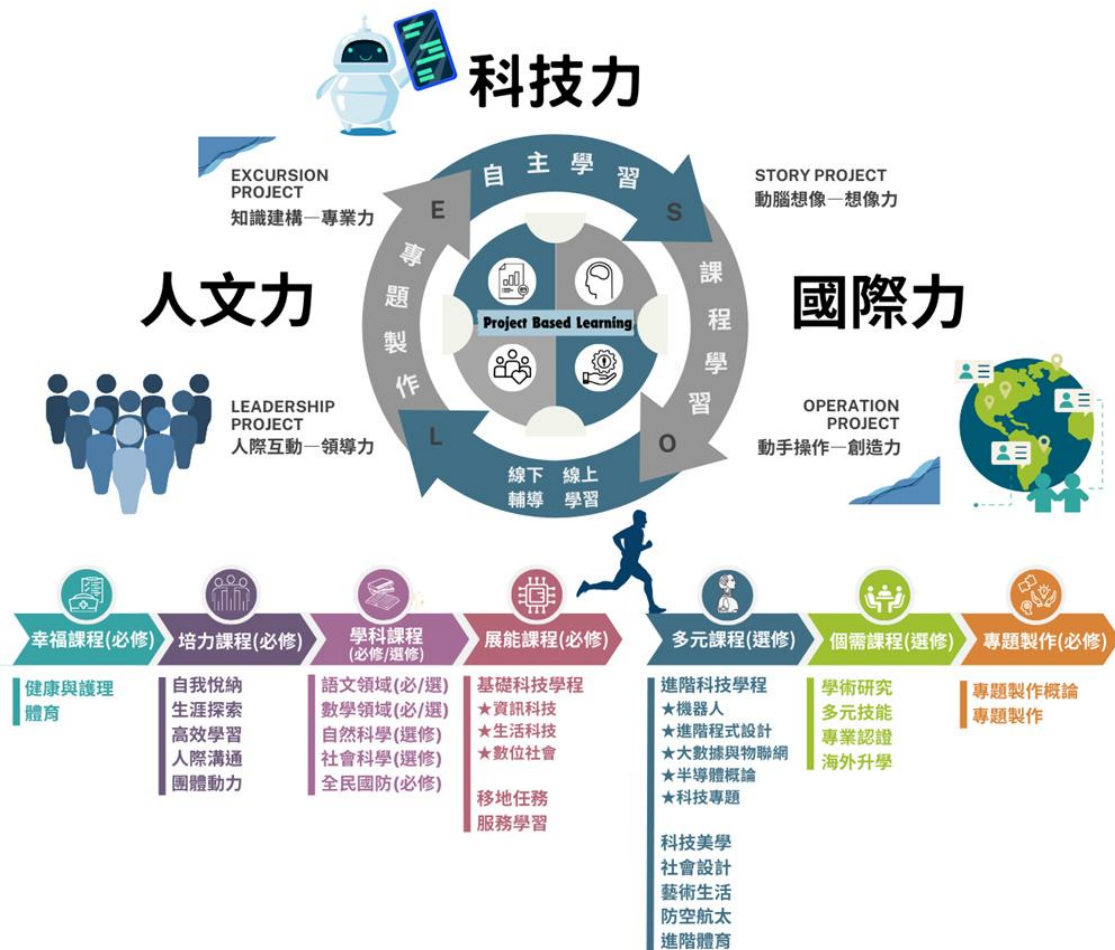 科技力
EXCURSION
PROJECT
知識建構—專業力
STORY PROJECT
動腦想像—想像力
人文力
國際力
LEADERSHIP
PROJECT
人際互動—領導力
OPERATION
PROJECT
動手操作—創造力
E
自主學習
S
課程學習
O
線下 線上
輔導 學習
L
專題製作
Project Based Learning
幸福課程(必修)
健康與護理
體育
培力課程(必修)
自我悅納
生涯探索
高效學習
人際溝通
團體動力
學科課程
(必修/選修)
語文領域(必/選)
數學領域(必/選)
自然科學(選修)
社會科學(選修)
全民國防(必修)
展能課程(必修)
基礎科技學程
★資訊科技
★生活科技
★數位社會
移地任務
服務學習
多元課程(選修)
進階科技學程
★機器人
★進階程式設計
★大數據與物聯網
★半導體概論
★科技專題
科技美學
社會設計
藝術生活
防空航太
進階體育
個需課程(選修)
學術研究
多元技能
專業認證
海外升學
專題製作(必修)
專題製作概論
專題製作